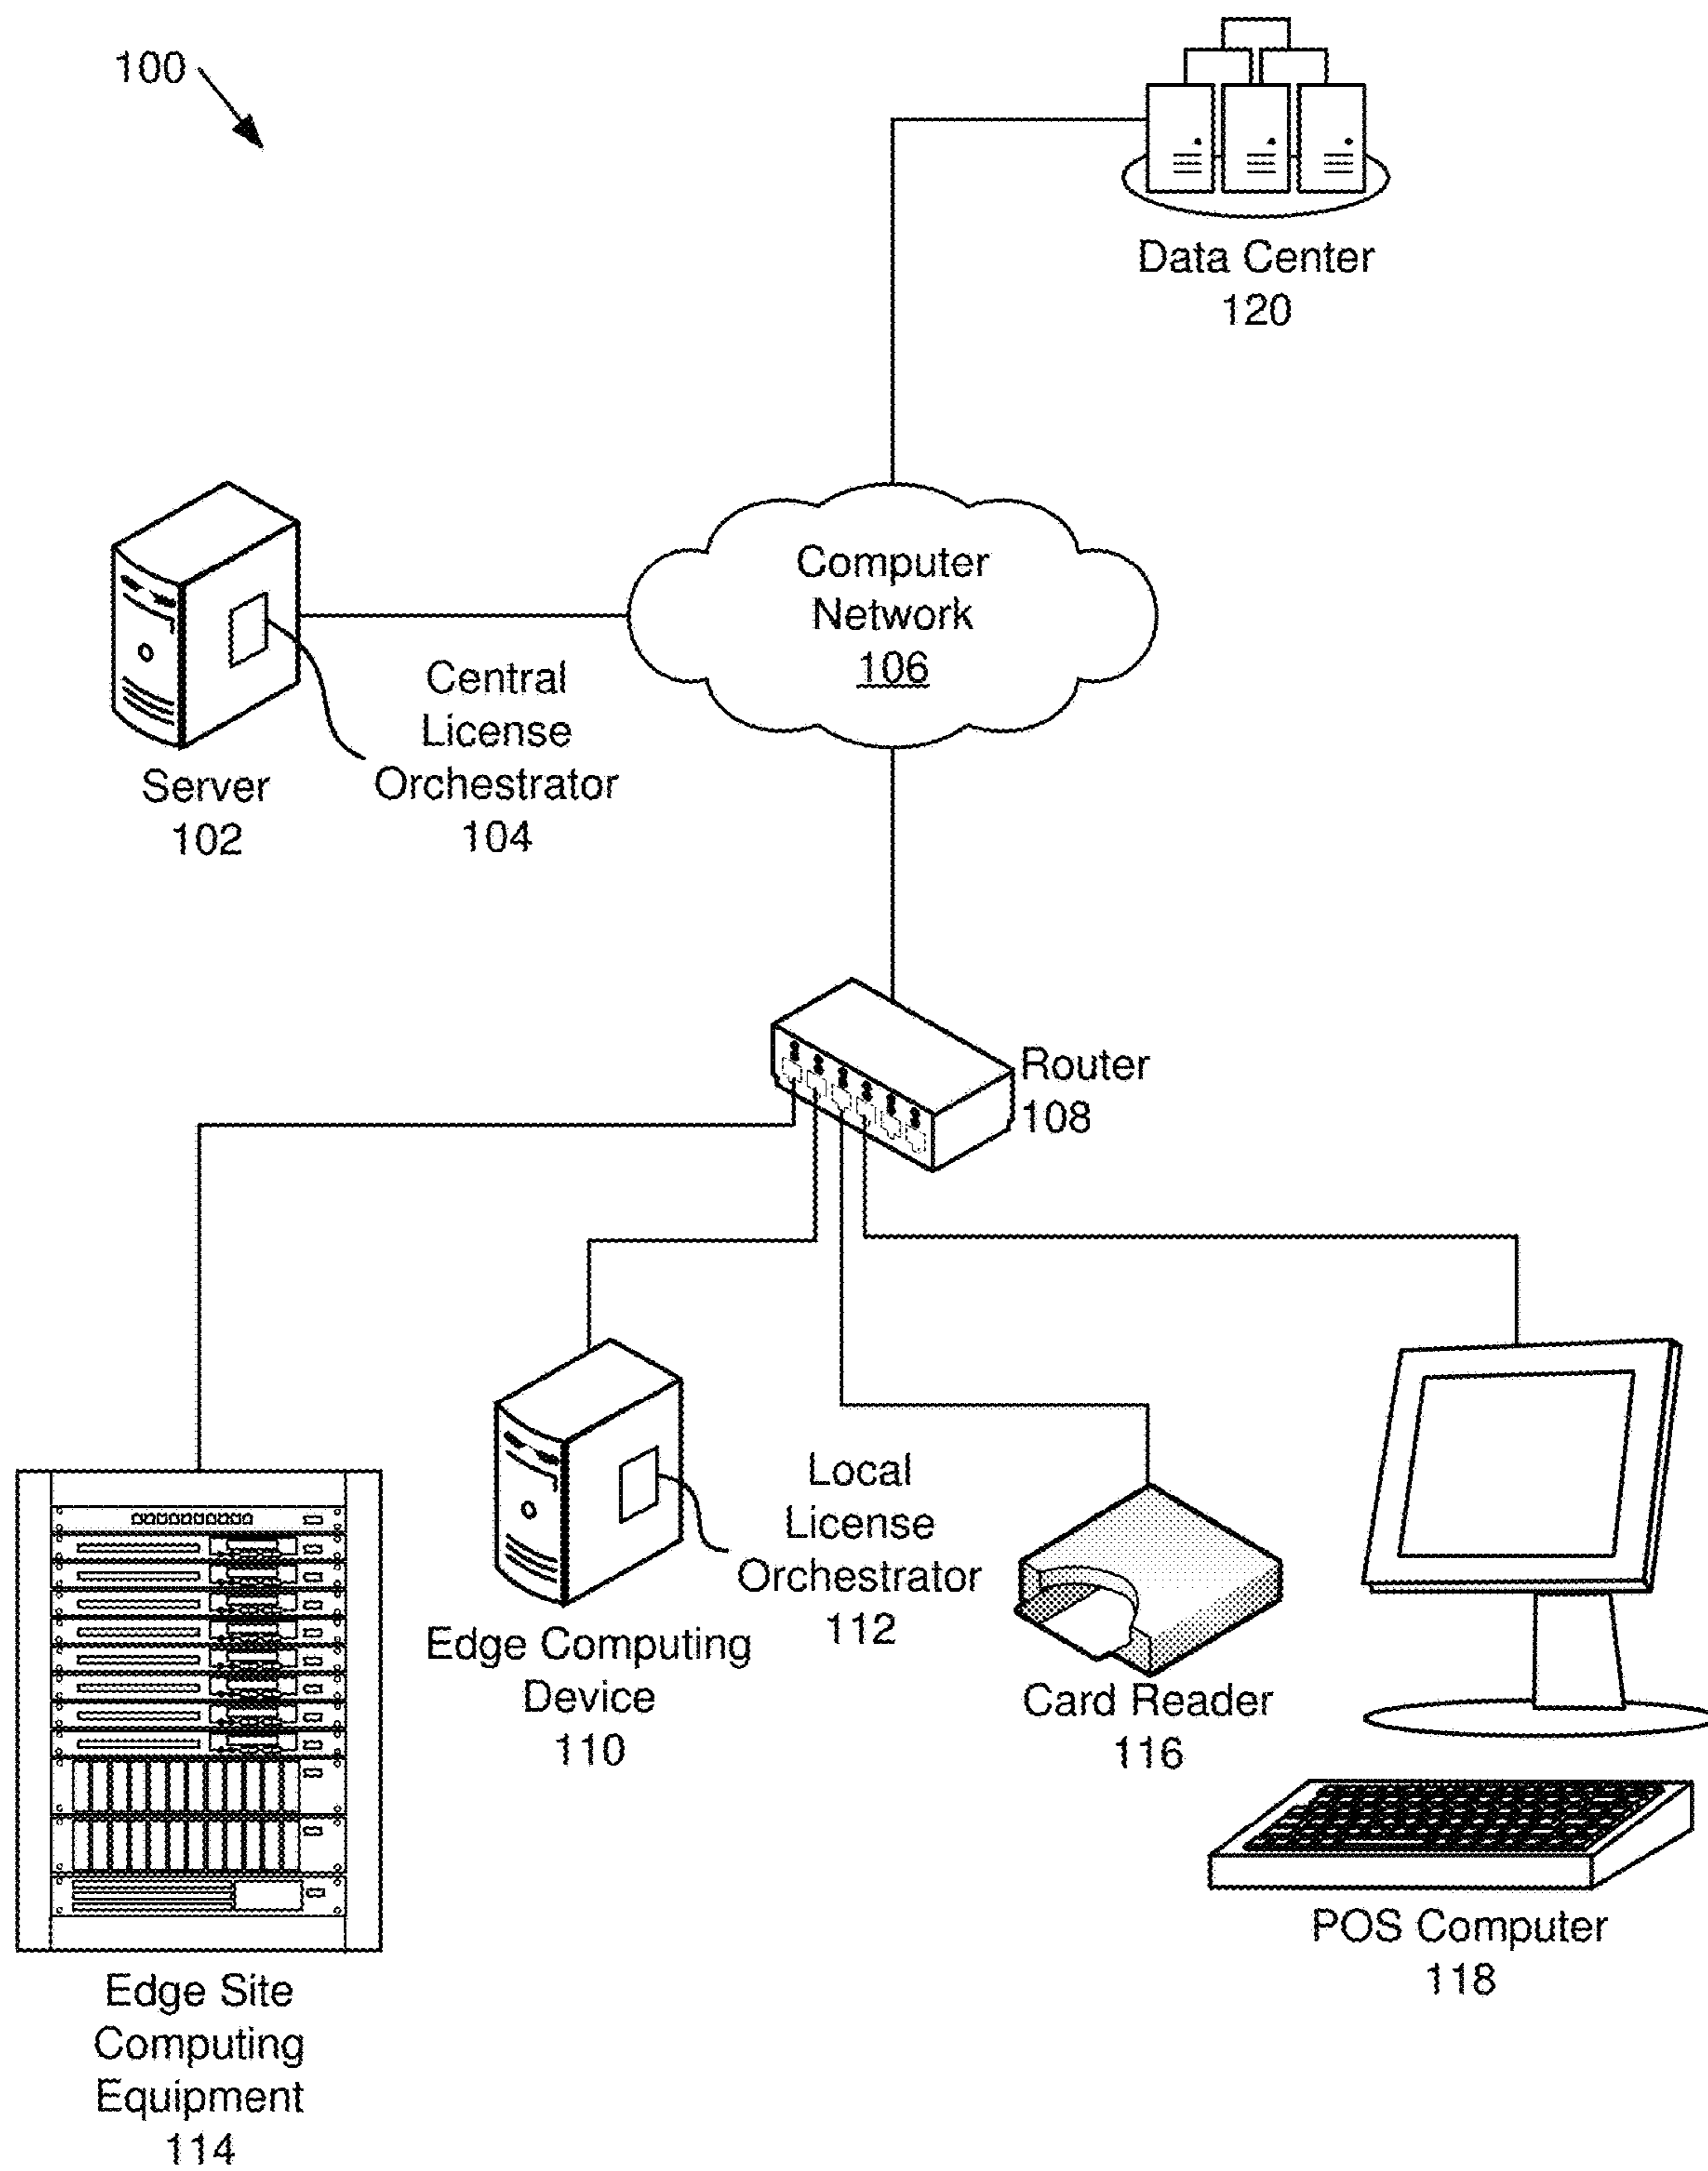 100
Data Center
120
Computer
Network
106
Central
License
Orchestrator
104
Server
102
Router
108
Local
License
Orchestrator
112
Edge Computing
Device
110
Card Reader
116
POS Computer
118
Edge Site
Computing
Equipment
114